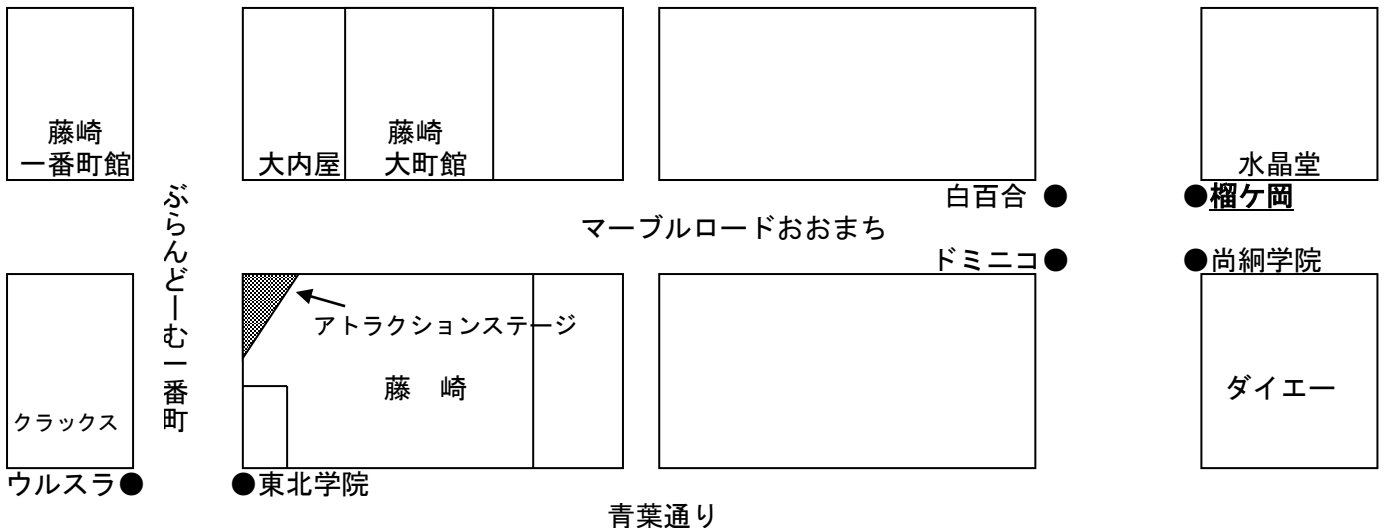 藤崎
一番町館
大内屋
藤崎
大町館
水晶堂
白百合 ●
●榴ケ岡
マーブルロードおおまち
ドミニコ●
●尚絅学院
ぶらんどーむ一番町
アトラクションステージ
藤 崎
クラックス
ダイエー
ウルスラ●
●東北学院
青葉通り